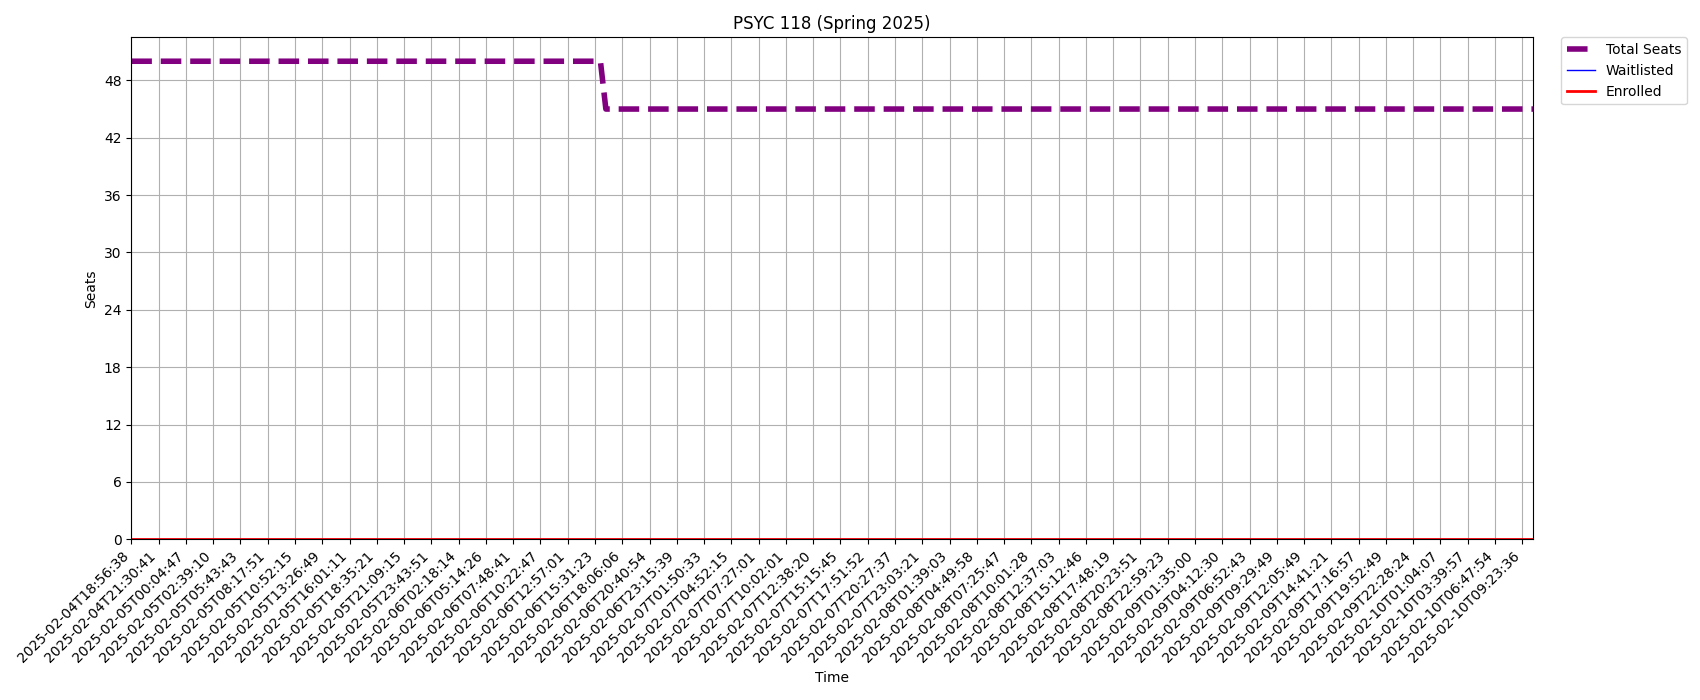 PSYC 118 (Spring 2025)
Total Seats
Waitlisted
Enrolled
Seats
48
42
36
30
24
18
12
6
0
2025-02-04T18:56:38
2025-02-04T21:30:41
2025-02-05T00:04:47
2025-02-05T02:39:10
2025-02-05T05:43:43
2025-02-05T08:17:51
2025-02-05T10:52:15
2025-02-05T13:26:49
2025-02-05T16:01:11
2025-02-05T18:35:21
2025-02-05T21:09:15
2025-02-05T23:43:51
2025-02-06T02:18:14
2025-02-06T05:14:26
2025-02-06T07:48:41
2025-02-06T10:22:47
2025-02-06T12:57:01
2025-02-06T15:31:23
2025-02-06T18:06:06
2025-02-06T20:40:54
2025-02-06T23:15:39
2025-02-07T01:50:33
2025-02-07T04:52:15
2025-02-07T07:27:01
2025-02-07T10:02:01
2025-02-07T12:38:20
2025-02-07T15:15:45
2025-02-07T17:51:52
2025-02-07T20:27:37
2025-02-07T23:03:21
2025-02-08T01:39:03
2025-02-08T04:49:58
2025-02-08T07:25:47
2025-02-08T10:01:28
2025-02-08T12:37:03
2025-02-08T15:12:46
2025-02-08T17:48:19
2025-02-08T20:23:51
2025-02-08T22:59:23
2025-02-09T01:35:00
2025-02-09T04:12:30
2025-02-09T06:52:43
2025-02-09T09:29:49
2025-02-09T12:05:49
2025-02-09T14:41:21
2025-02-09T17:16:57
2025-02-09T19:52:49
2025-02-09T22:28:24
2025-02-10T01:04:07
2025-02-10T03:39:57
2025-02-10T06:47:54
2025-02-10T09:23:36
Time